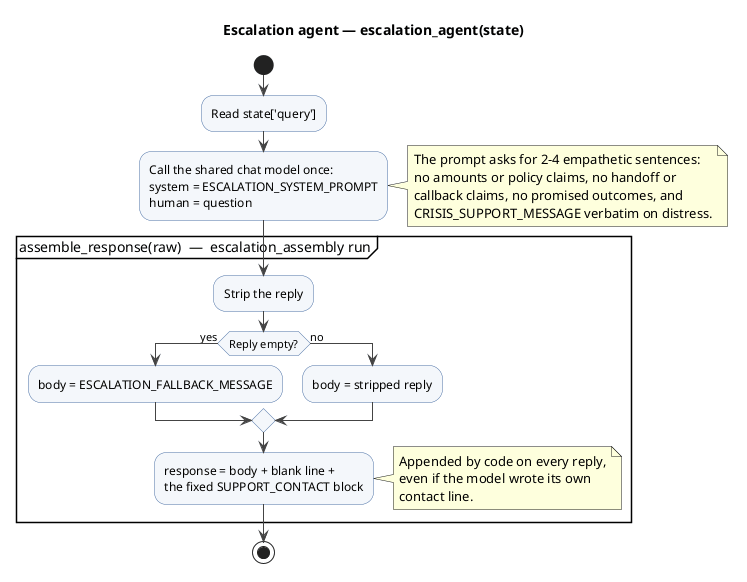 Escalation agent — escalation_agent(state)
Read state['query']
Call the shared chat model once:
system = ESCALATION_SYSTEM_PROMPT
human = question
The prompt asks for 2-4 empathetic sentences:
no amounts or policy claims, no handoff or
callback claims, no promised outcomes, and
CRISIS_SUPPORT_MESSAGE verbatim on distress.
assemble_response(raw) — escalation_assembly run
Strip the reply
Reply empty?
yes
no
body = ESCALATION_FALLBACK_MESSAGE
body = stripped reply
response = body + blank line +
the fixed SUPPORT_CONTACT block
Appended by code on every reply,
even if the model wrote its own
contact line.